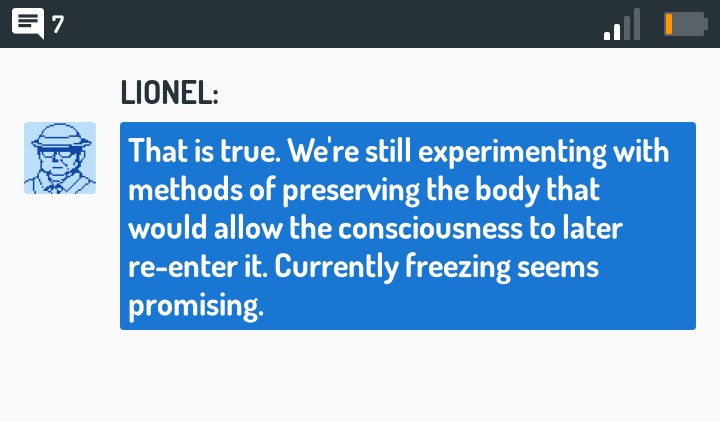 7
LIONEL:
That is true. We're still experimenting with
methods of preserving the body that
would allow the consciousness to later
re-enter it. Currently freezing seems
promising.